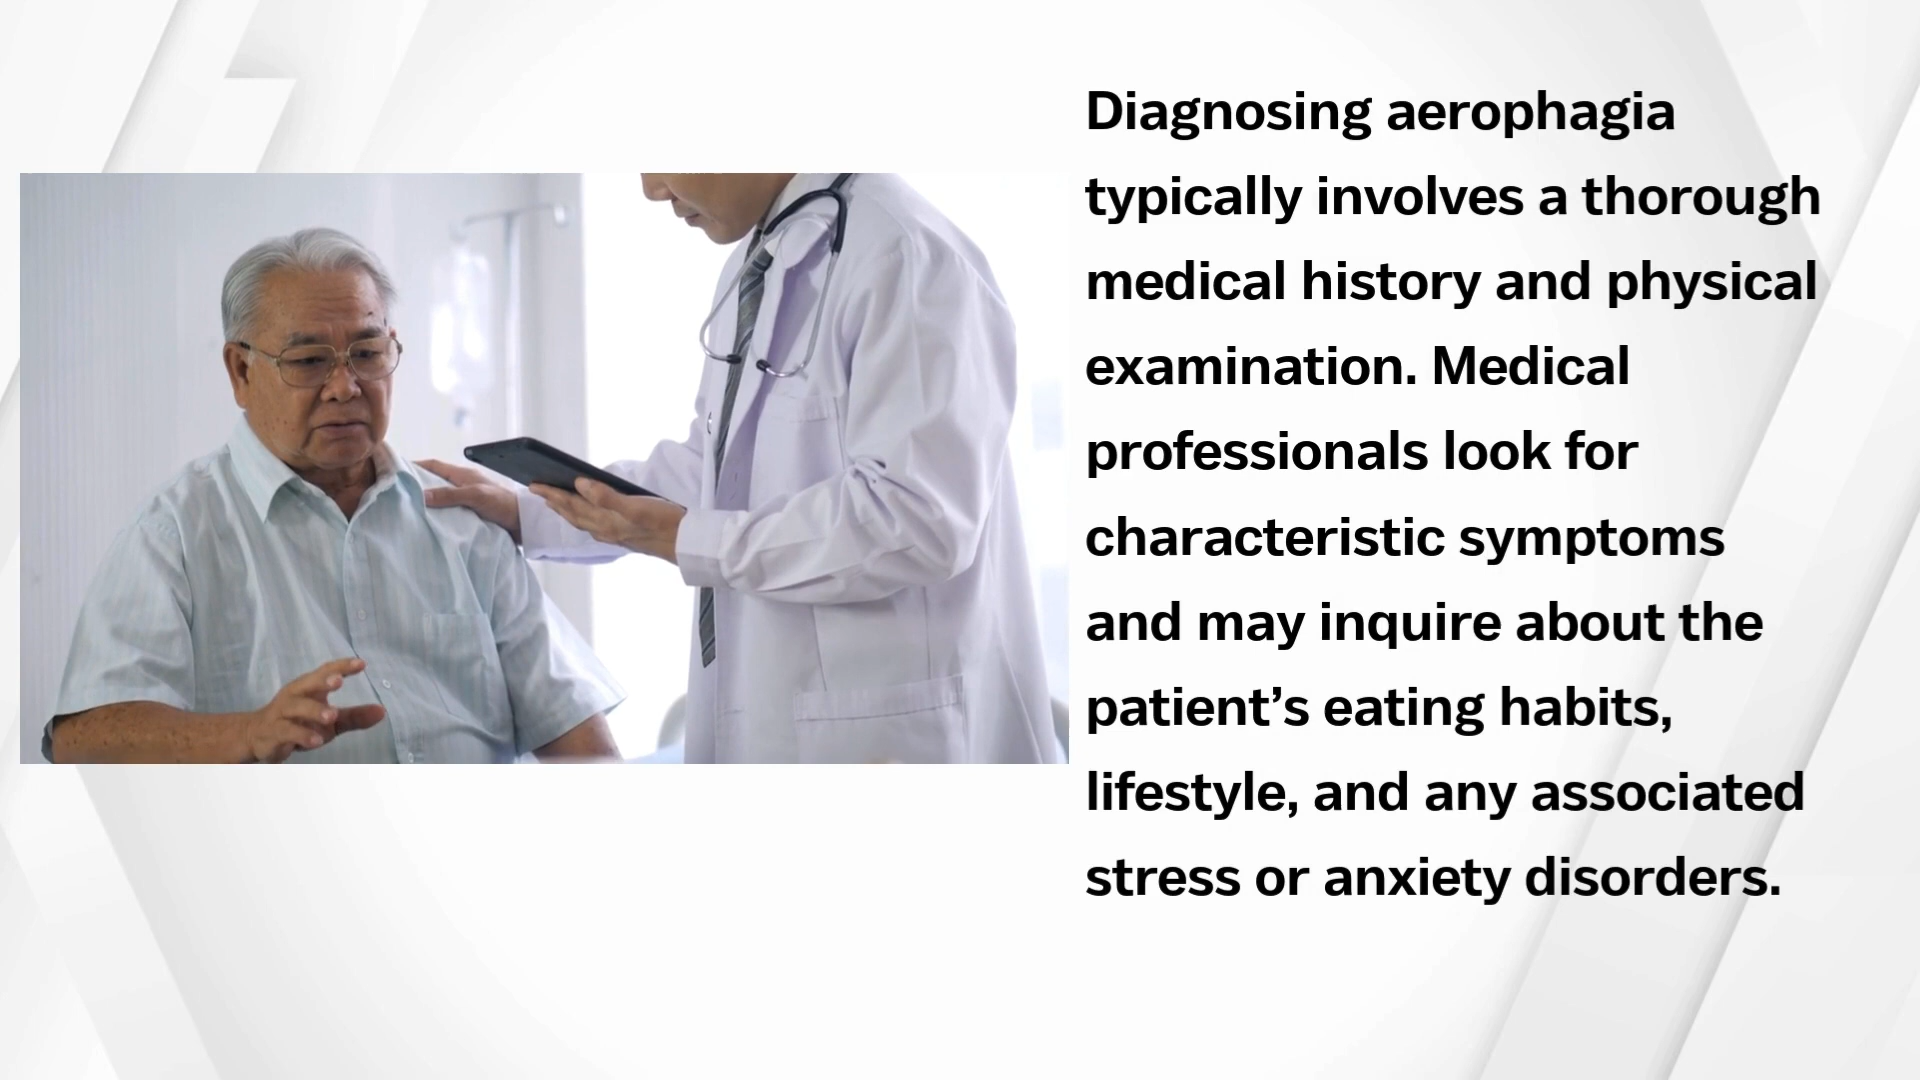 Diagnosing aerophagia
typically involves a thorough
medical history and physical
examination. Medical
professionals look for
characteristic symptoms
and may inquire about the
patient’s eating habits,
lifestyle, and any associated
stress or anxiety disorders.